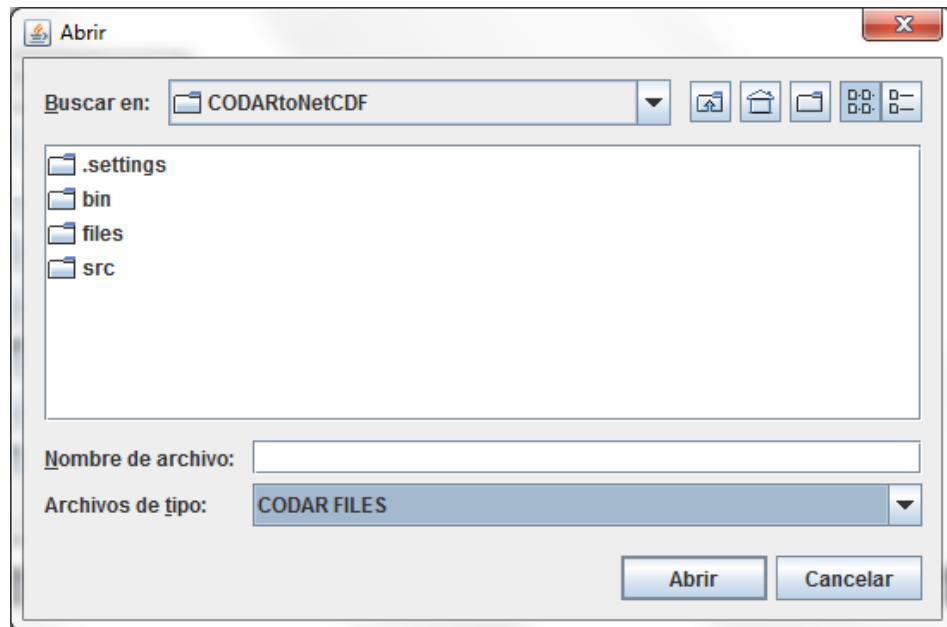 Abrir
Buscar en: CODARtoNetCDF
.settings
bin
files
src
Nombre de archivo:
Archivos de tipo: CODAR FILES
Abrir Cancelar